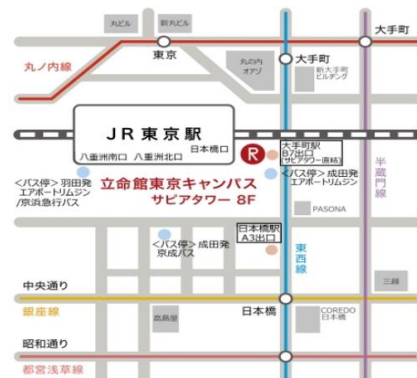 丸ビル
新丸ビル
大手町
丸ノ内線
東京
丸の内
オアゾ
大手町
新大手町
ビルヂング
JR東京駅
日本橋口
八重洲南口 八重洲北口
R
大手町駅
B7出口
(サピアタワー直結)
<バス停>羽田発
エアポートリムジン
/京浜急行バス
立命館東京キャンパス
サピアタワー 8F
<バス停>成田発
エアポートリムジン
半蔵門線
PASONA
日本橋駅
A3出口
<バス停>成田発
京成バス
東西線
三越
中央通り
銀座線
高島屋
日本橋
COREDO
日本橋
昭和通り
都営浅草線